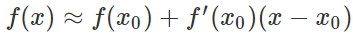 f(x) ≈ f(x₀) + f′(x₀)(x − x₀)